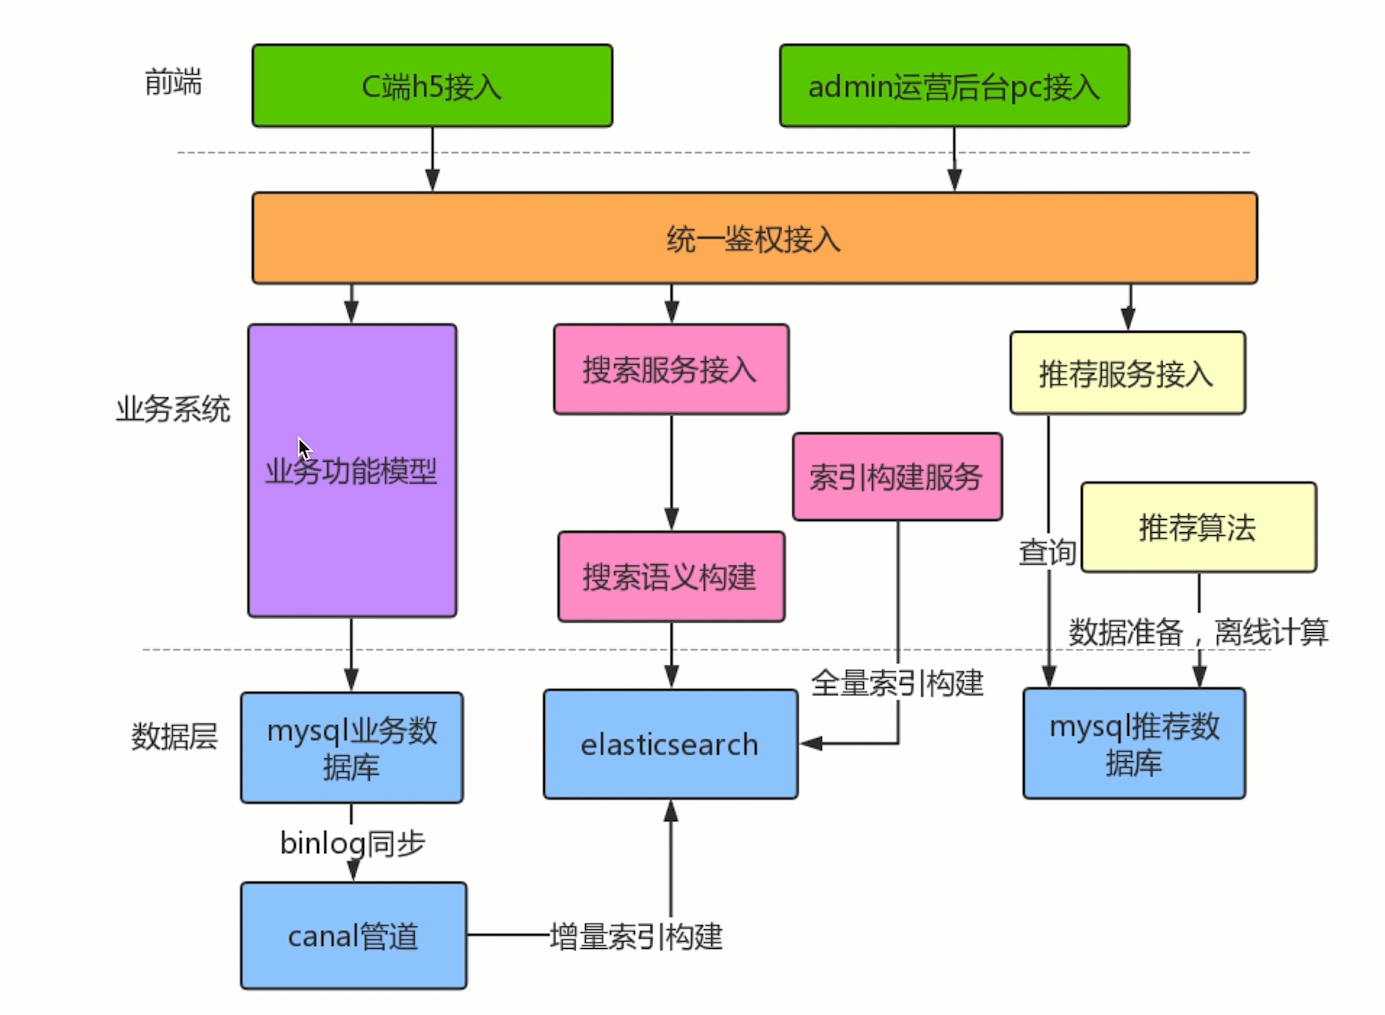 前端
C端h5接入
admin运营后台pc接入
统一鉴权接入
业务系统
业务功能模型
搜索服务接入
推荐服务接入
索引构建服务
推荐算法
查询
搜索语义构建
数据准备，离线计算
全量索引构建
数据层
mysql业务数
据库
elasticsearch
mysql推荐数
据库
binlog同步
canal管道
增量索引构建